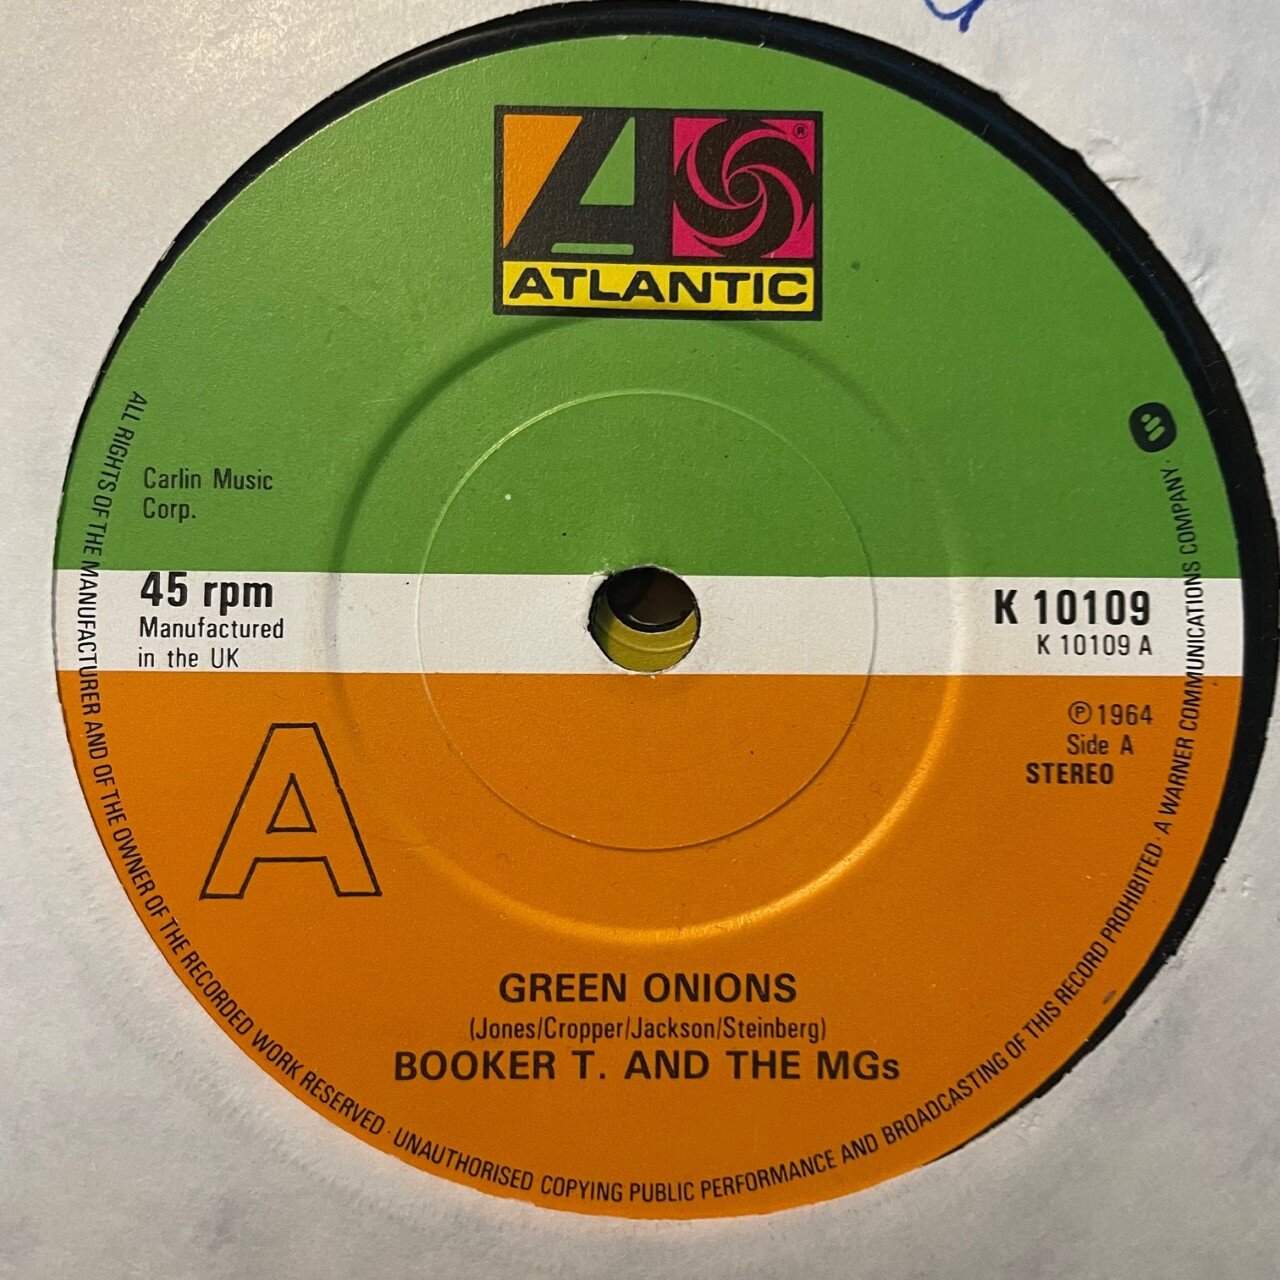 A
®
ATLANTIC
Carlin Music
Corp.
45 rpm
Manufactured
in the UK
K 10109
K 10109 A
℗ 1964
Side A
STEREO
A
GREEN ONIONS
(Jones/Cropper/Jackson/Steinberg)
BOOKER T. AND THE MGs
ALL RIGHTS OF THE MANUFACTURER AND OF THE OWNER OF THE RECORDED WORK RESERVED · UNAUTHORISED COPYING PUBLIC PERFORMANCE AND BROADCASTING OF THIS RECORD PROHIBITED · A WARNER COMMUNICATIONS COMPANY ·